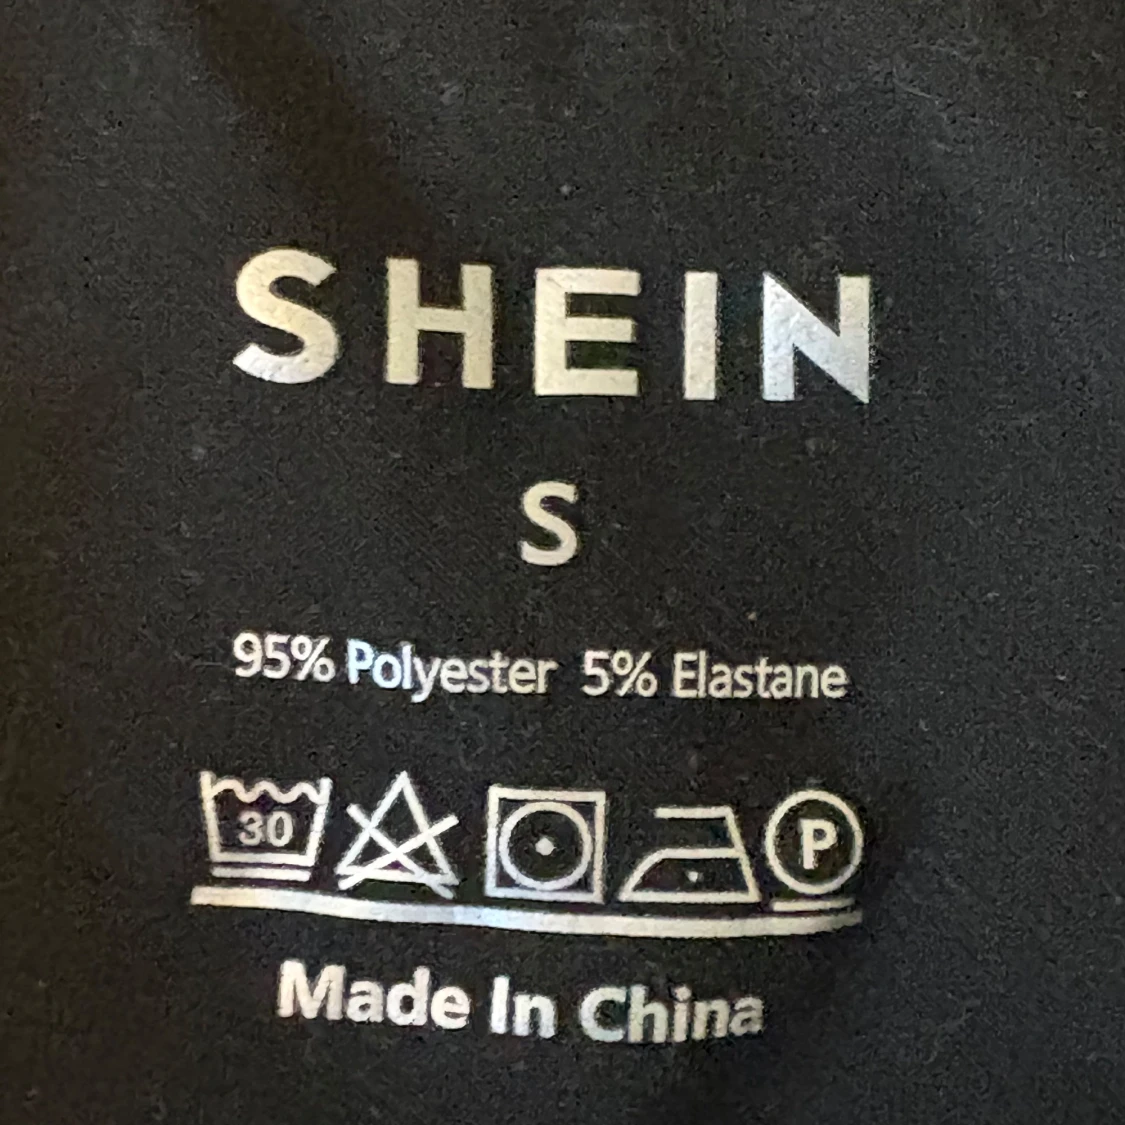 SHEIN
S
95% Polyester 5% Elastane
30 P
Made In China